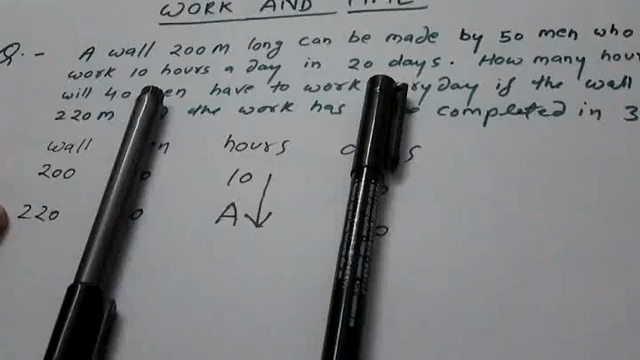 WORK AND TIME
Q.- A wall 200m long can be made by 50 men who
work 10 hours a day in 20 days. How many hou
will 40 have to work day if the wall
220m the work has completed in 3
wall hours
200 10
220 A